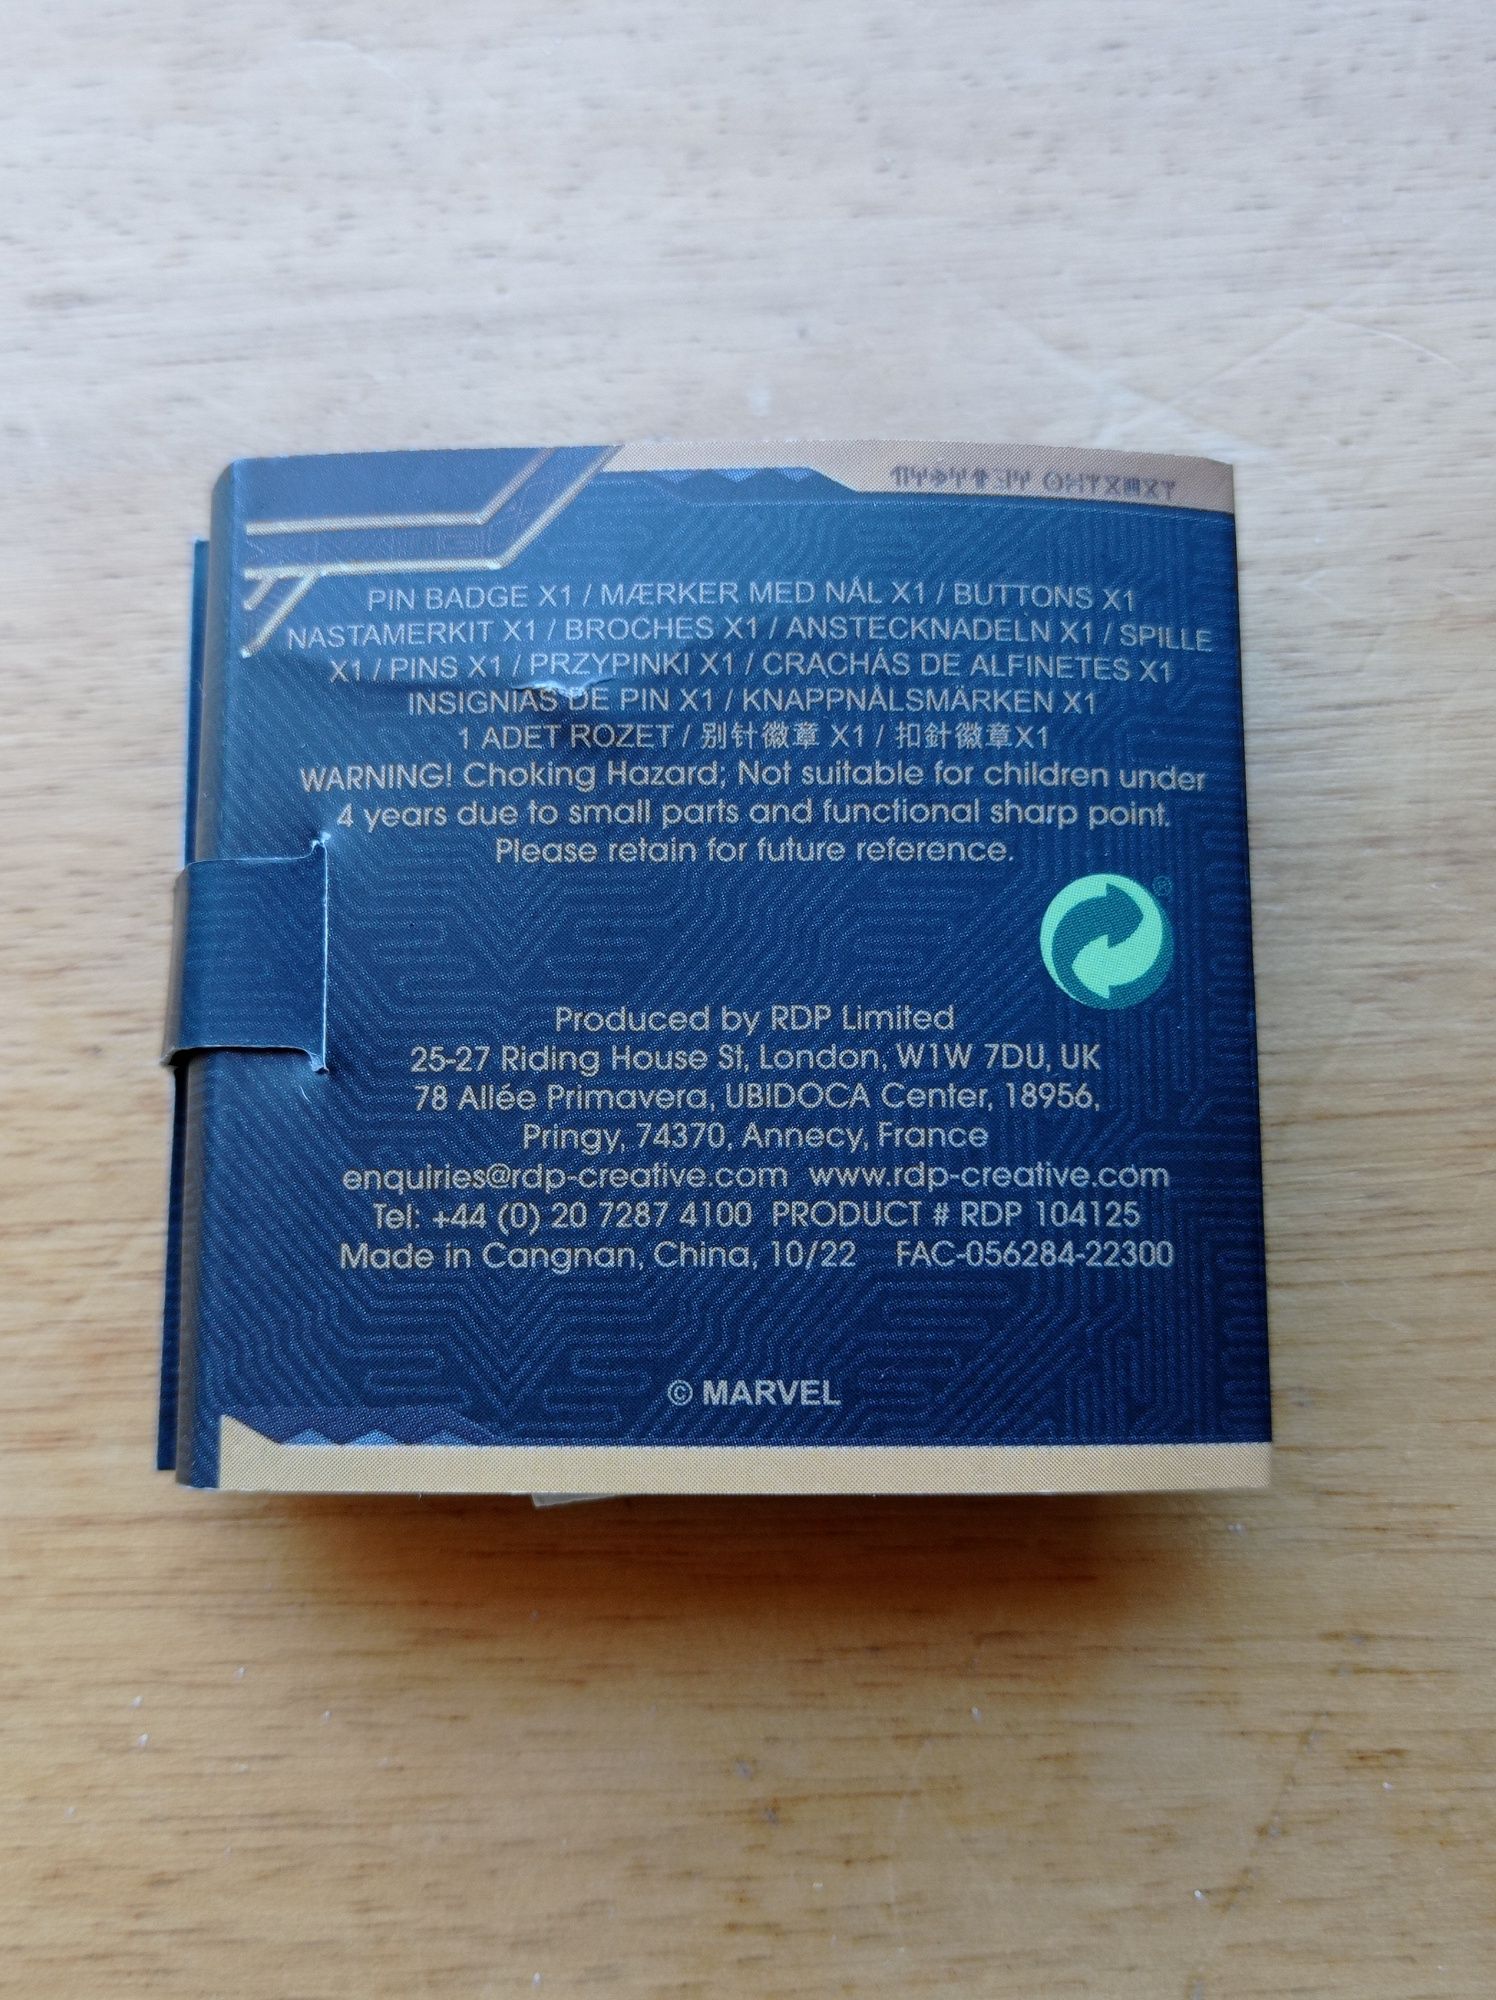 PIN BADGE X1 / MÆRKER MED NÅL X1 / BUTTONS X1
NASTAMERKIT X1 / BROCHES X1 / ANSTECKNADELN X1 / SPILLE
X1 / PINS X1 / PRZYPINKI X1 / CRACHÁS DE ALFINETES X1
INSIGNIAS DE PIN X1 / KNAPPNÅLSMÄRKEN X1
1 ADET ROZET / 别针徽章 X1 / 扣針徽章X1
WARNING! Choking Hazard; Not suitable for children under
4 years due to small parts and functional sharp point.
Please retain for future reference.
®
Produced by RDP Limited
25-27 Riding House St, London, W1W 7DU, UK
78 Allée Primavera, UBIDOCA Center, 18956,
Pringy, 74370, Annecy, France
enquiries@rdp-creative.com www.rdp-creative.com
Tel: +44 (0) 20 7287 4100 PRODUCT # RDP 104125
Made in Cangnan, China, 10/22 FAC-056284-22300
© MARVEL